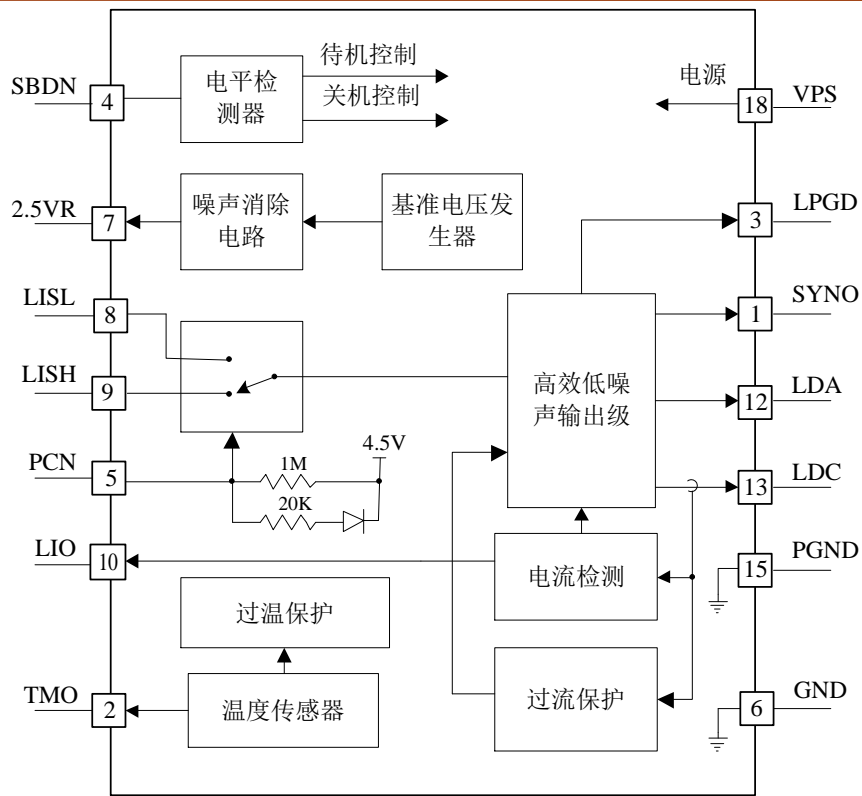 SBDN
4
电平检
测器
待机控制
关机控制
电源
18
VPS
2.5VR
7
噪声消除
电路
基准电压发
生器
3
LPGD
LISL
8
1
SYNO
LISH
9
高效低噪
声输出级
12
LDA
PCN
5
1M
4.5V
20K
13
LDC
LIO
10
电流检测
15
PGND
过温保护
TMO
2
温度传感器
过流保护
6
GND